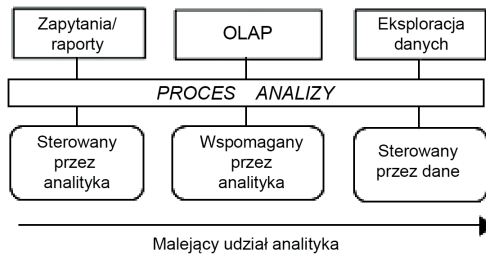 Zapytania/
raporty
OLAP
Eksploracja
danych
PROCES ANALIZY
Sterowany
przez
analityka
Wspomagany
przez
analityka
Sterowany
przez dane
Malejący udział analityka